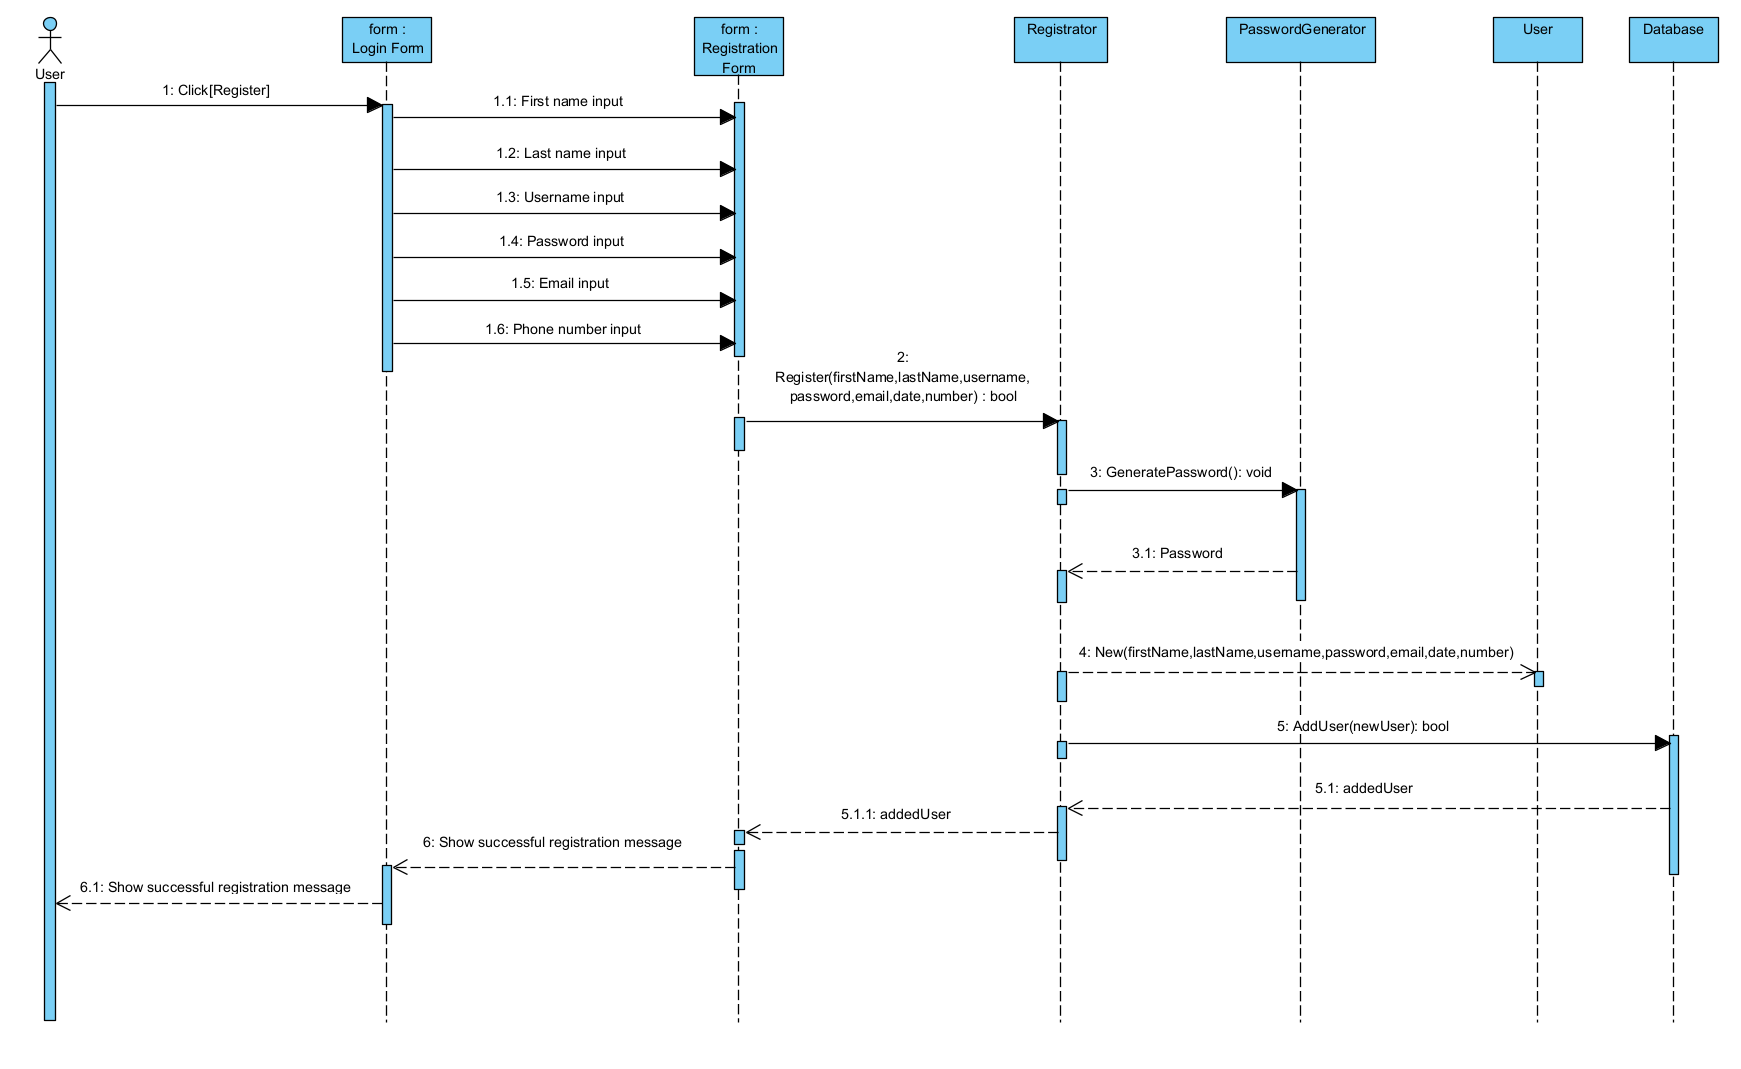 User
form :
Login Form
form :
Registration
Form
Registrator
PasswordGenerator
User
Database
1: Click[Register]
1.1: First name input
1.2: Last name input
1.3: Username input
1.4: Password input
1.5: Email input
1.6: Phone number input
2:
Register(firstName,lastName,username,
password,email,date,number) : bool
3: GeneratePassword(): void
3.1: Password
4: New(firstName,lastName,username,password,email,date,number)
5: AddUser(newUser): bool
5.1: addedUser
5.1.1: addedUser
6: Show successful registration message
6.1: Show successful registration message